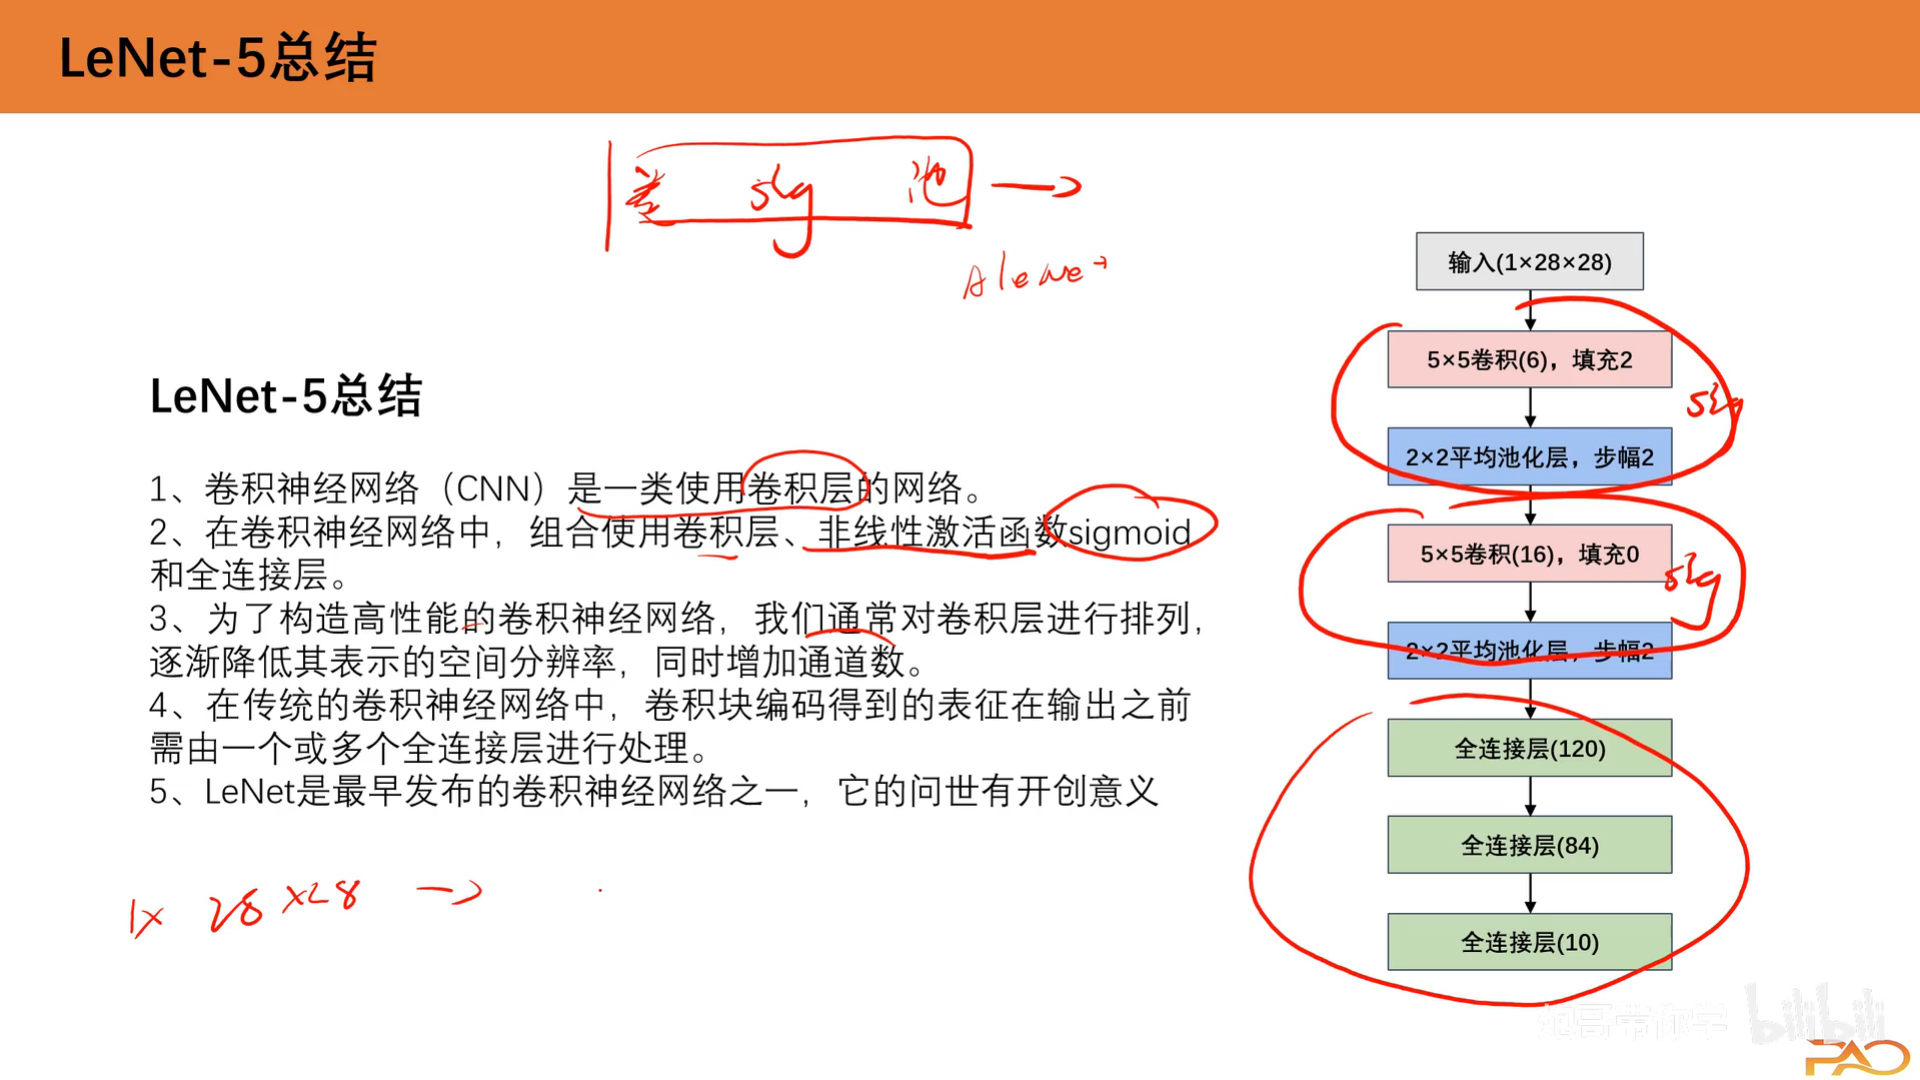 LeNet-5总结
卷 sig 池
AleNet
LeNet-5总结
1、卷积神经网络（CNN）是一类使用卷积层的网络。
2、在卷积神经网络中，组合使用卷积层、非线性激活函数sigmoid
和全连接层。
3、为了构造高性能的卷积神经网络，我们通常对卷积层进行排列，
逐渐降低其表示的空间分辨率，同时增加通道数。
4、在传统的卷积神经网络中，卷积块编码得到的表征在输出之前
需由一个或多个全连接层进行处理。
5、LeNet是最早发布的卷积神经网络之一，它的问世有开创意义
1× 28×28 →
输入(1×28×28)
5×5卷积(6)，填充2
sig
2×2平均池化层，步幅2
5×5卷积(16)，填充0
sig
2×2平均池化层，步幅2
全连接层(120)
全连接层(84)
全连接层(10)
炮哥带你学 bilibili
PAO